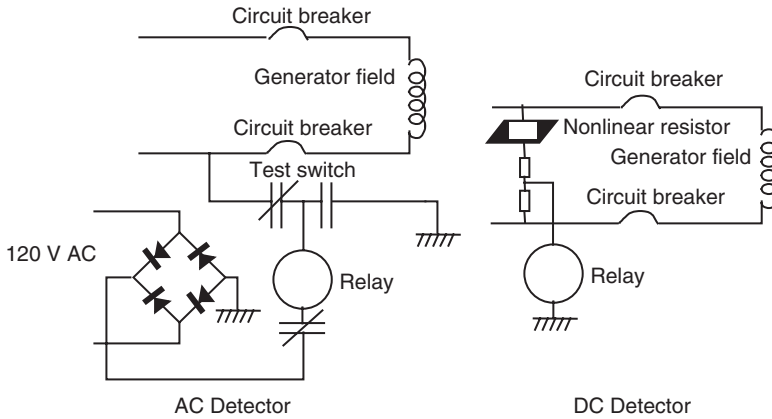 Circuit breaker
Generator field
Circuit breaker
Test switch
120 V AC
Relay
AC Detector
Circuit breaker
Nonlinear resistor
Generator field
Circuit breaker
Relay
DC Detector